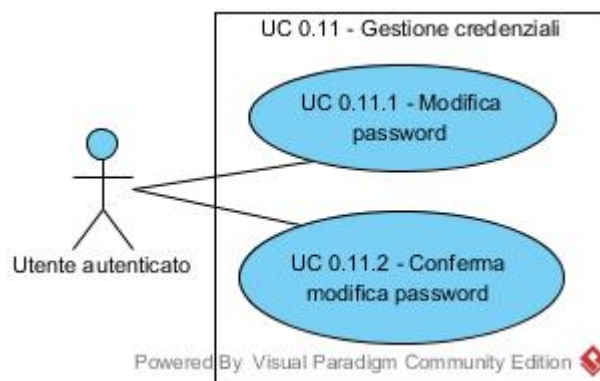 UC 0.11 - Gestione credenziali
UC 0.11.1 - Modifica
password
Utente autenticato
UC 0.11.2 - Conferma
modifica password
Powered By Visual Paradigm Community Edition